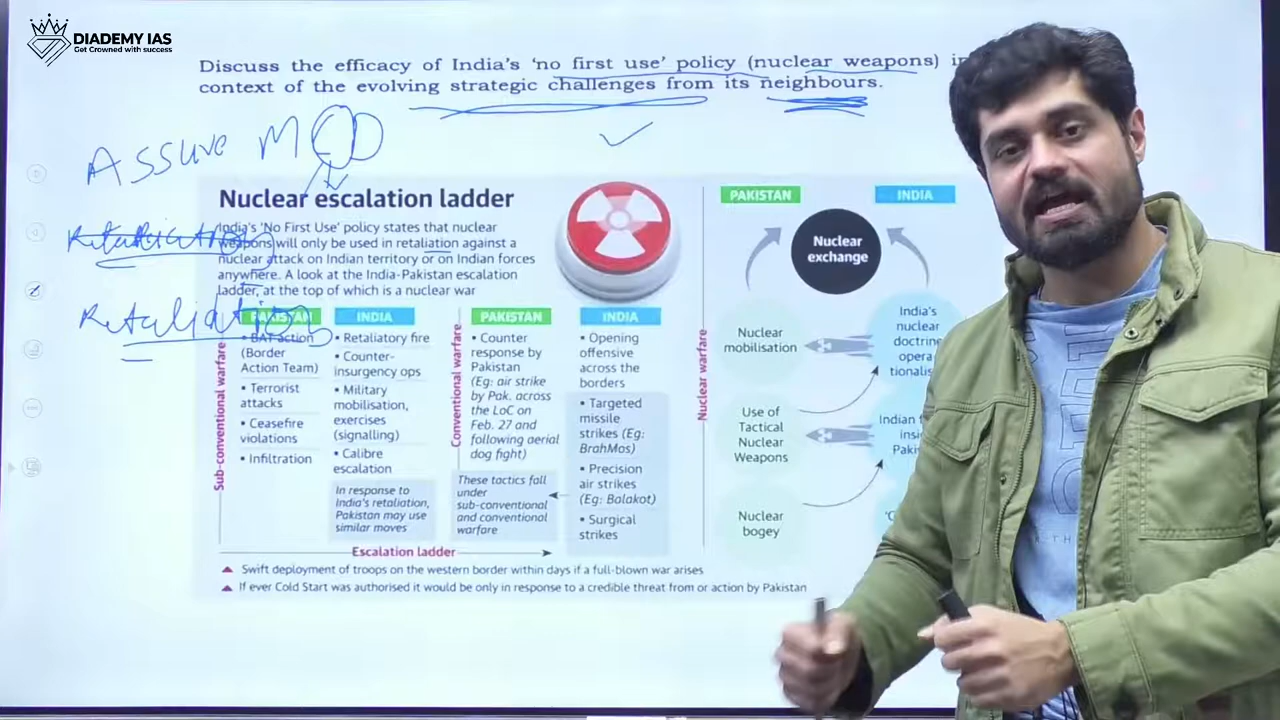 DIADEMY IAS
Get Crowned with success
Discuss the efficacy of India's 'no first use' policy (nuclear weapons) in
context of the evolving strategic challenges from its neighbours.
Assure M
Retaliation
Retaliation
Nuclear escalation ladder
India's 'No First Use' policy states that nuclear
weapons will only be used in retaliation against a
nuclear attack on Indian territory or on Indian forces
anywhere. A look at the India-Pakistan escalation
ladder, at the top of which is a nuclear war
Sub-conventional warfare
PAKISTAN
• BAT action
(Border
Action Team)
• Terrorist
attacks
• Ceasefire
violations
• Infiltration
INDIA
• Retaliatory fire
• Counter-
insurgency ops
• Military
mobilisation,
exercises
(signalling)
• Calibre
escalation
In response to
India's retaliation,
Pakistan may use
similar moves
Conventional warfare
PAKISTAN
• Counter
response by
Pakistan
(Eg: air strike
by Pak. across
the LoC on
Feb. 27 and
following aerial
dog fight)
These tactics fall
under
sub-conventional
and conventional
warfare
INDIA
• Opening
offensive
across the
borders
• Targeted
missile
strikes (Eg:
BrahMos)
• Precision
air strikes
(Eg: Balakot)
• Surgical
strikes
Escalation ladder
Nuclear warfare
PAKISTAN
INDIA
Nuclear
exchange
Nuclear
mobilisation
India's
nuclear
doctrine
opera
tionalis
Use of
Tactical
Nuclear
Weapons
Indian
insi
Paki
Nuclear
bogey
Swift deployment of troops on the western border within days if a full-blown war arises
If ever Cold Start was authorised it would be only in response to a credible threat from or action by Pakistan